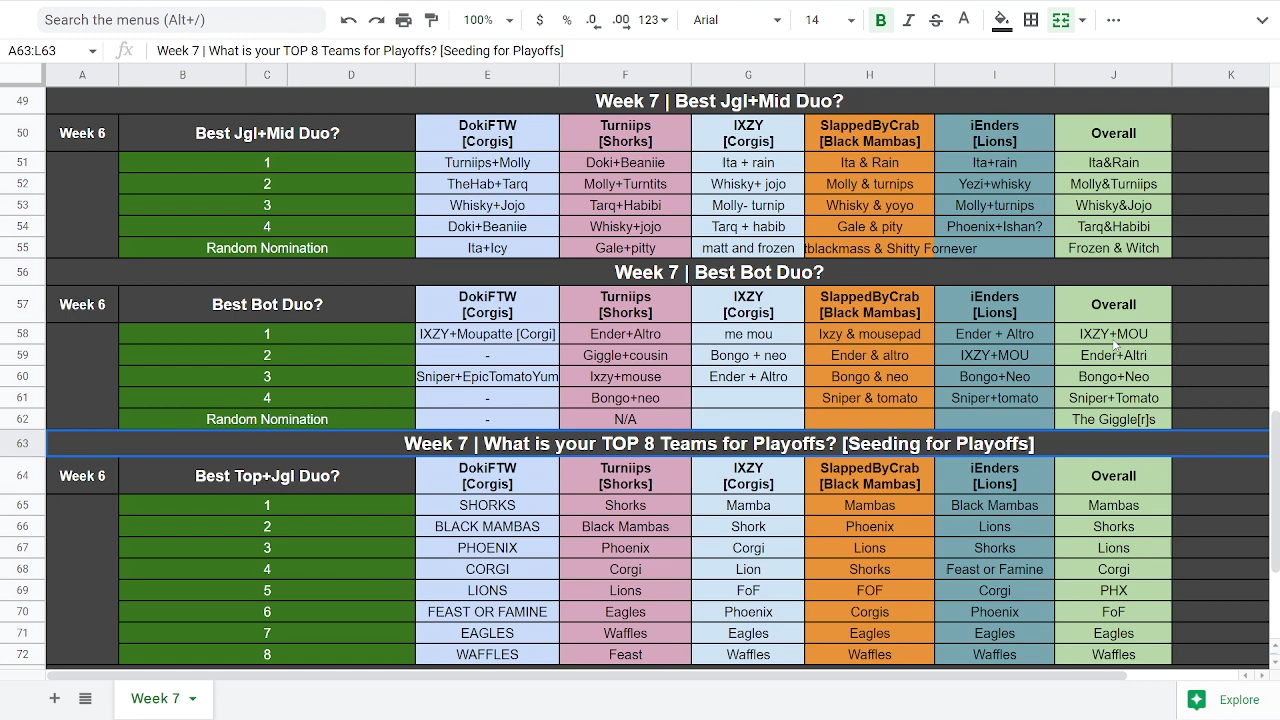 Search the menus (Alt+/)
100% $ % .0 .00 123 Arial 14 B I S A
A63:L63 fx Week 7 | What is your TOP 8 Teams for Playoffs? [Seeding for Playoffs]
A B C D E F G H I J K
49 Week 7 | Best Jgl+Mid Duo?
50 Week 6 Best Jgl+Mid Duo? DokiFTW [Corgis] Turniips [Shorks] IXZY [Corgis] SlappedByCrab [Black Mambas] iEnders [Lions] Overall
51 1 Turniips+Molly Doki+Beaniie Ita + rain Ita & Rain Ita+rain Ita&Rain
52 2 TheHab+Tarq Molly+Turntits Whisky+ jojo Molly & turnips Yezi+whisky Molly&Turniips
53 3 Whisky+Jojo Tarq+Habibi Molly- turnip Whisky & yoyo Molly+turnips Whisky&Jojo
54 4 Doki+Beaniie Whisky+jojo Tarq + habib Gale & pity Phoenix+Ishan? Tarq&Habibi
55 Random Nomination Ita+Icy Gale+pitty matt and frozen tblackmass & Shitty Fornever Frozen & Witch
56 Week 7 | Best Bot Duo?
57 Week 6 Best Bot Duo? DokiFTW [Corgis] Turniips [Shorks] IXZY [Corgis] SlappedByCrab [Black Mambas] iEnders [Lions] Overall
58 1 IXZY+Moupatte [Corgi] Ender+Altro me mou Ixzy & mousepad Ender + Altro IXZY+MOU
59 2 - Giggle+cousin Bongo + neo Ender & altro IXZY+MOU Ender+Altri
60 3 Sniper+EpicTomatoYum Ixzy+mouse Ender + Altro Bongo & neo Bongo+Neo Bongo+Neo
61 4 - Bongo+neo Sniper & tomato Sniper+tomato Sniper+Tomato
62 Random Nomination - N/A The Giggle[r]s
63 Week 7 | What is your TOP 8 Teams for Playoffs? [Seeding for Playoffs]
64 Week 6 Best Top+Jgl Duo? DokiFTW [Corgis] Turniips [Shorks] IXZY [Corgis] SlappedByCrab [Black Mambas] iEnders [Lions] Overall
65 1 SHORKS Shorks Mamba Mambas Black Mambas Mambas
66 2 BLACK MAMBAS Black Mambas Shork Phoenix Lions Shorks
67 3 PHOENIX Phoenix Corgi Lions Shorks Lions
68 4 CORGI Corgi Lion Shorks Feast or Famine Corgi
69 5 LIONS Lions FoF FOF Corgi PHX
70 6 FEAST OR FAMINE Eagles Phoenix Corgis Phoenix FoF
71 7 EAGLES Waffles Eagles Eagles Eagles Eagles
72 8 WAFFLES Feast Waffles Waffles Waffles Waffles
Week 7
Explore